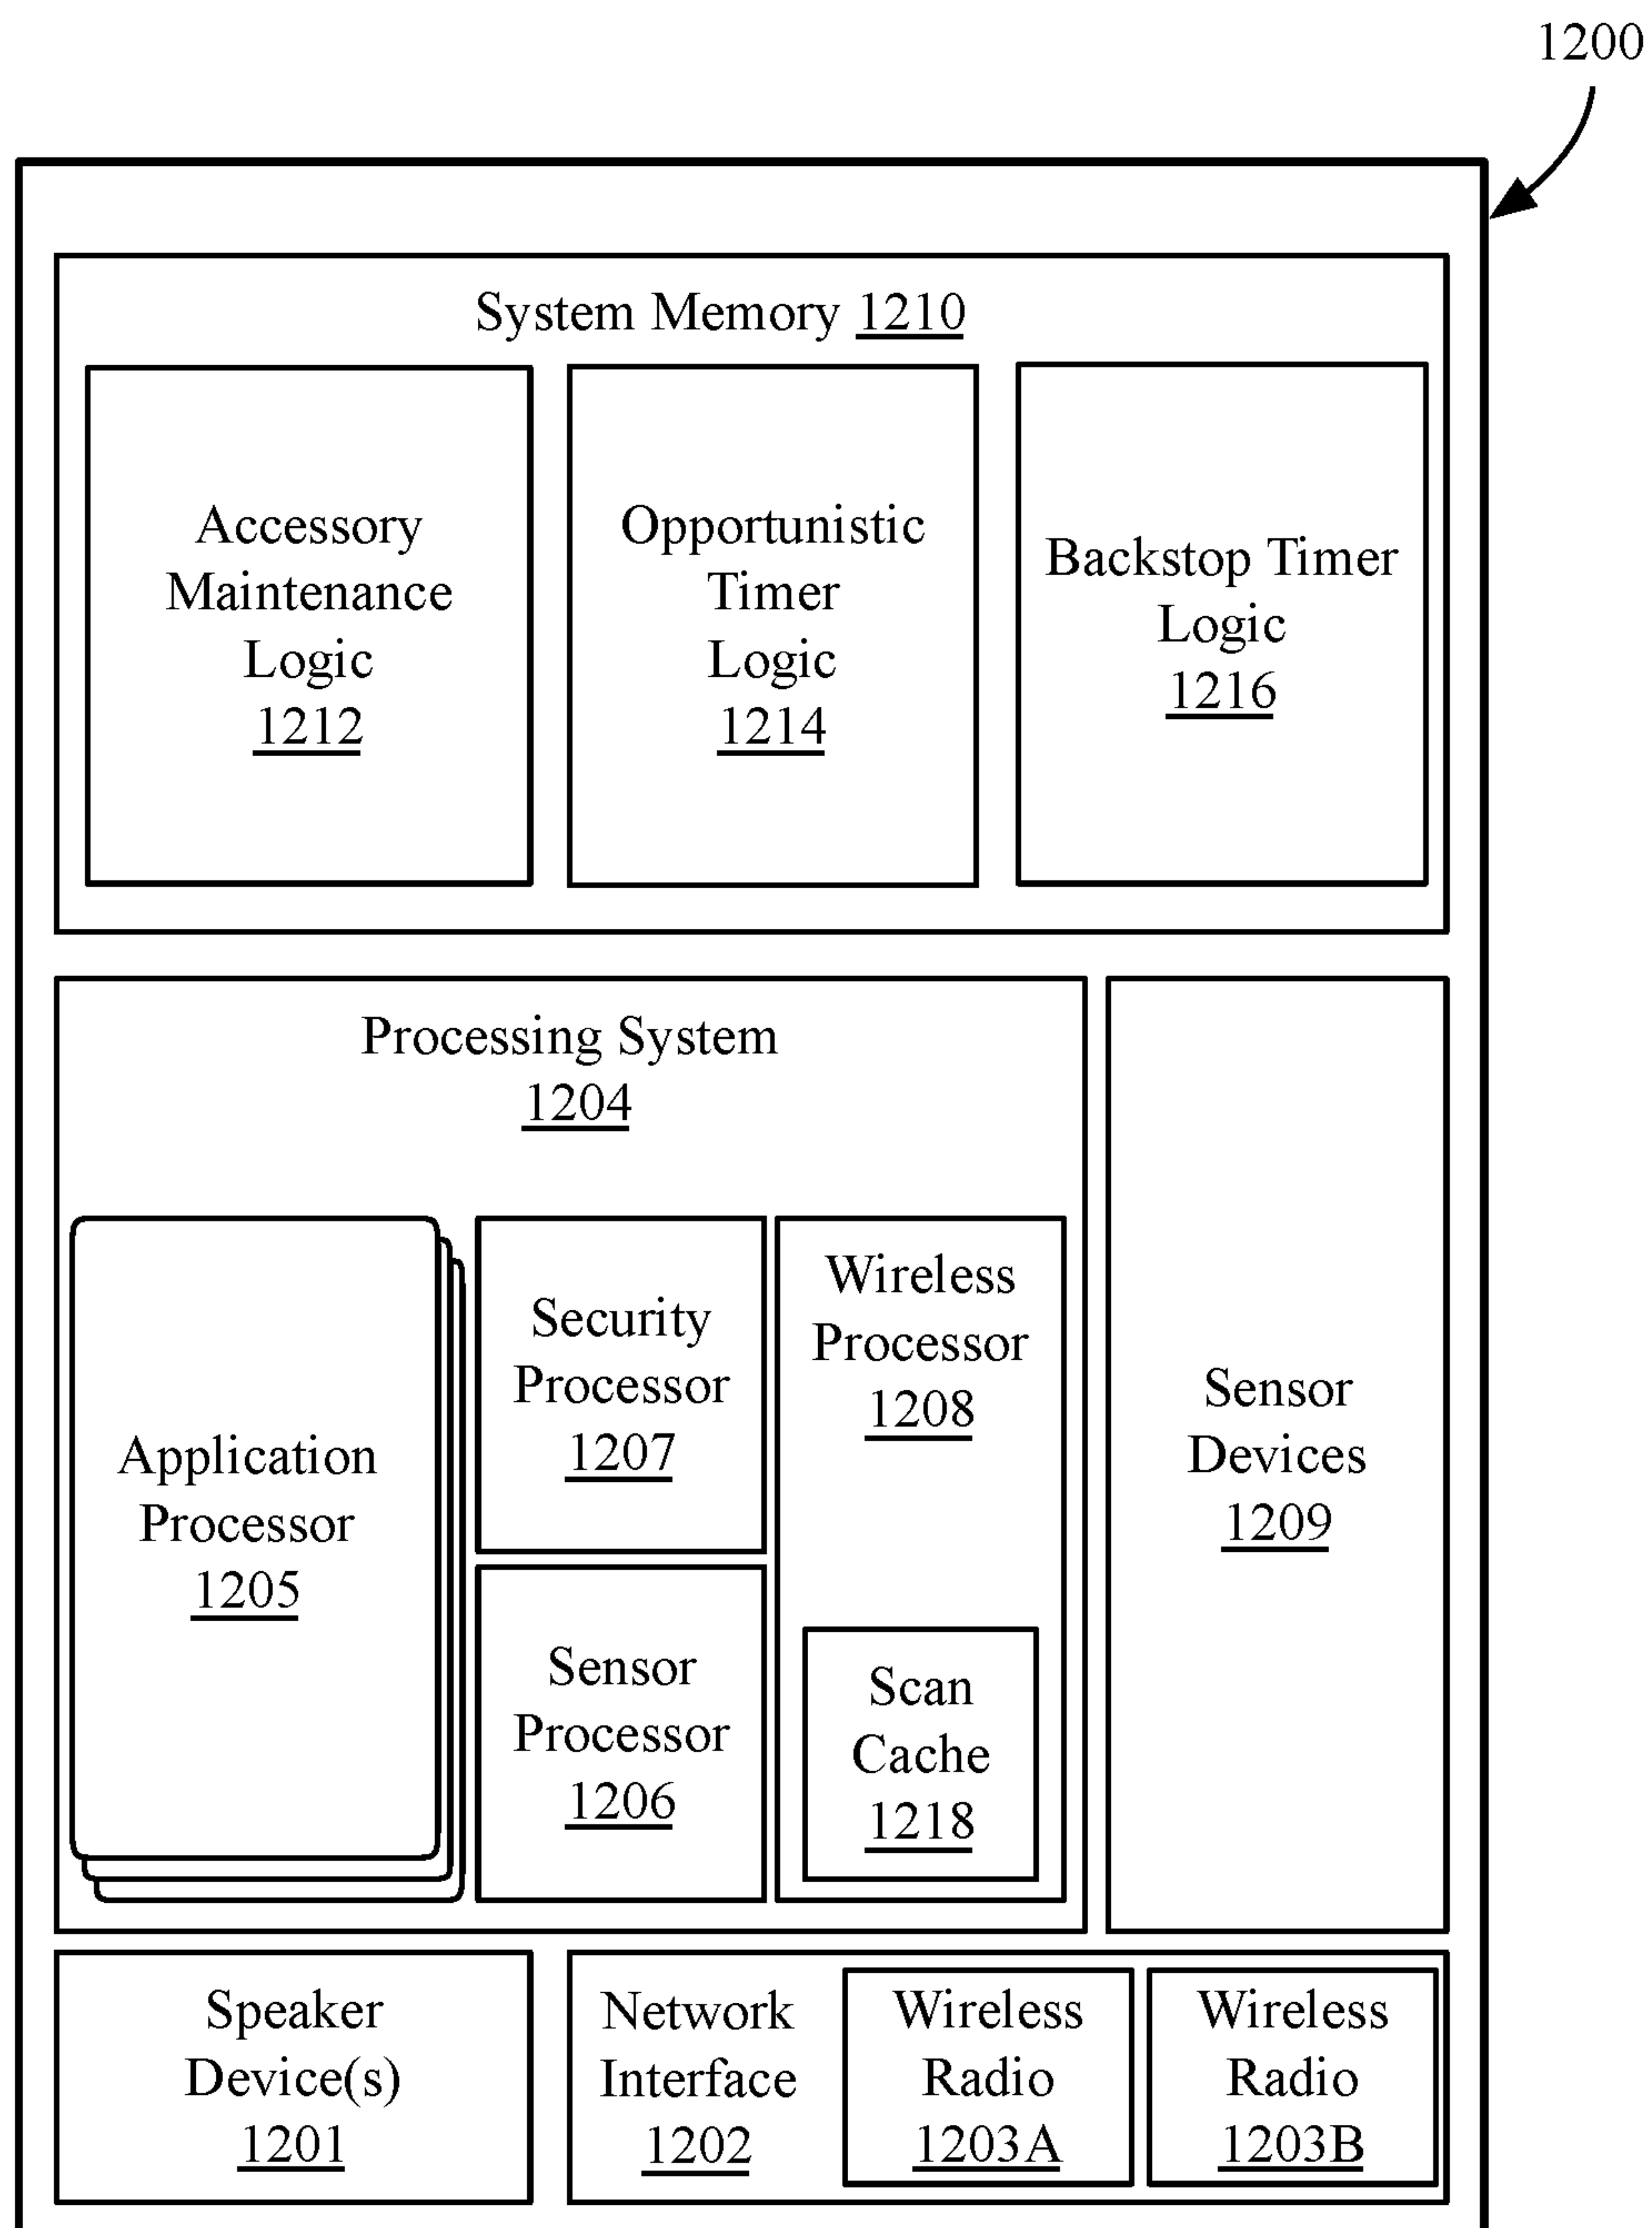 1200
System Memory 1210
Accessory
Maintenance
Logic
1212
Opportunistic
Timer
Logic
1214
Backstop Timer
Logic
1216
Processing System
1204
Application
Processor
1205
Security
Processor
1207
Sensor
Processor
1206
Wireless
Processor
1208
Scan
Cache
1218
Sensor
Devices
1209
Speaker
Device(s)
1201
Network
Interface
1202
Wireless
Radio
1203A
Wireless
Radio
1203B